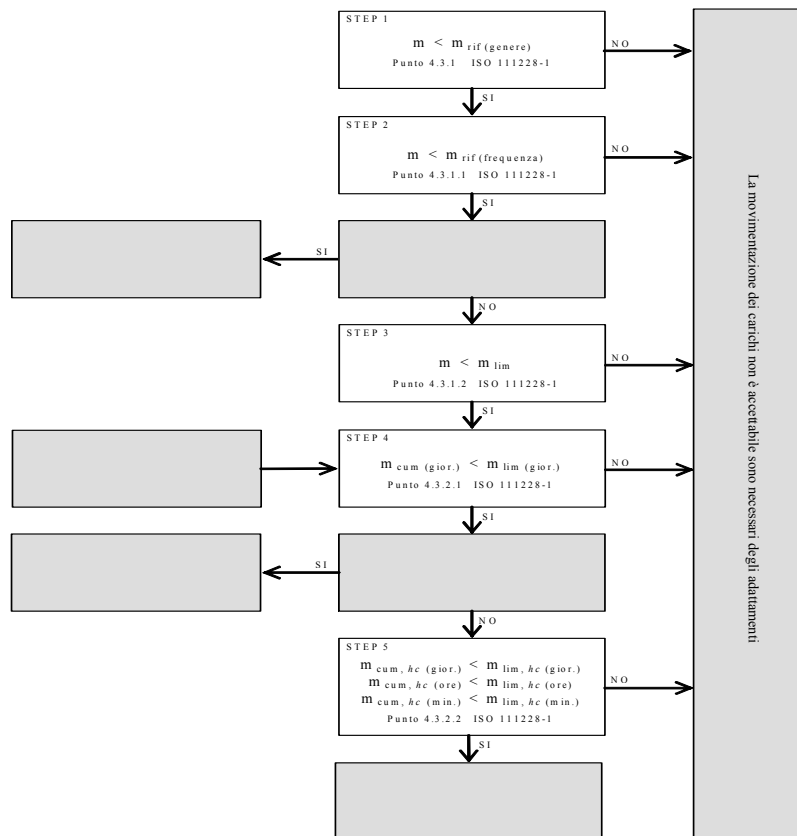 STEP 1
m < m rif (genere)
Punto 4.3.1 ISO 111228-1
NO
SI
STEP 2
m < m rif(frequenza)
Punto 4.3.1.1 ISO 111228-1
NO
SI
SI
NO
STEP 3
m < m lim
Punto 4.3.1.2 ISO 111228-1
NO
SI
STEP 4
m cum (gior.) < m lim (gior.)
Punto 4.3.2.1 ISO 111228-1
NO
SI
SI
NO
STEP 5
m cum, hc (gior.) < m lim, hc (gior.)
m cum, hc (ore) < m lim, hc (ore)
m cum, hc (min.) < m lim, hc (min.)
Punto 4.3.2.2 ISO 111228-1
NO
SI
La movimentazione dei carichi non è accettabile sono necessari degli adattamenti